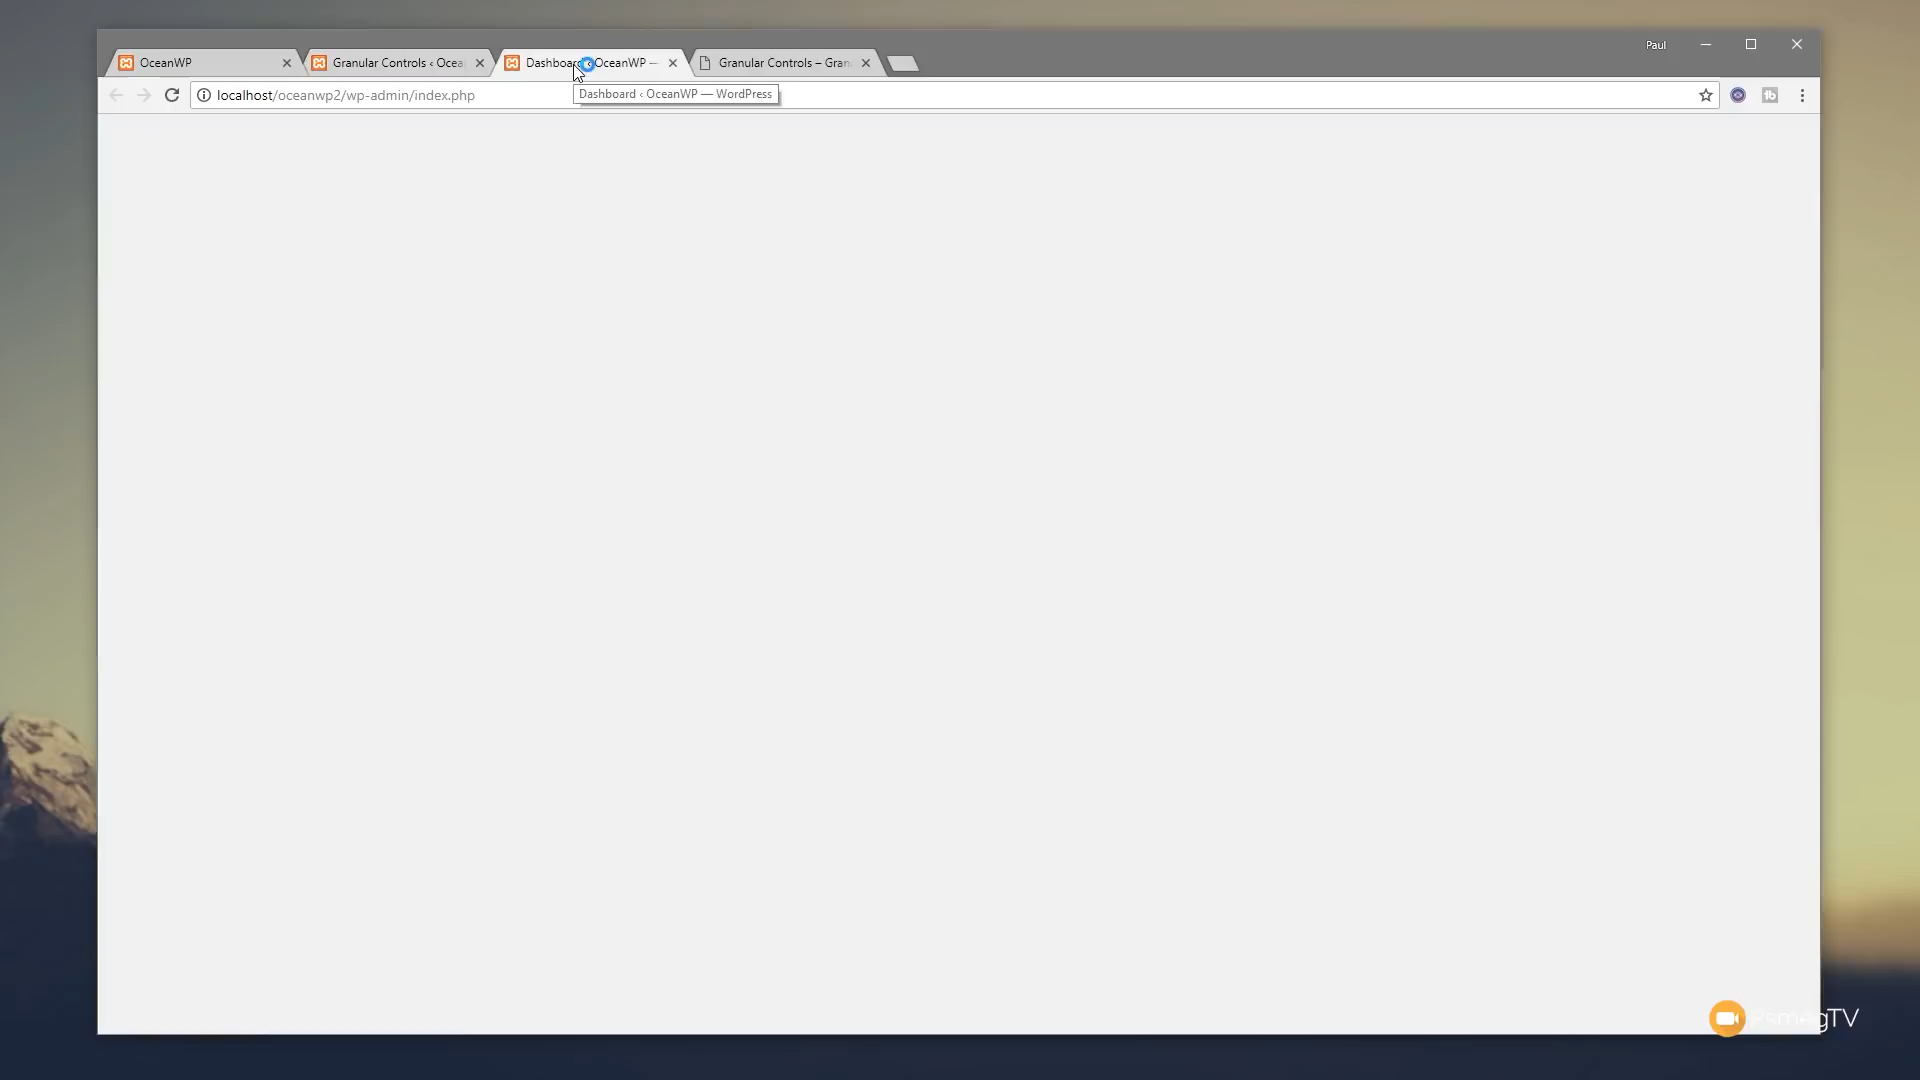 Paul
OceanWP
Granular Controls ‹ Ocea
Dashboard ‹ OceanWP —
Granular Controls – Gran
localhost/oceanwp2/wp-admin/index.php
Dashboard ‹ OceanWP — WordPress
tb